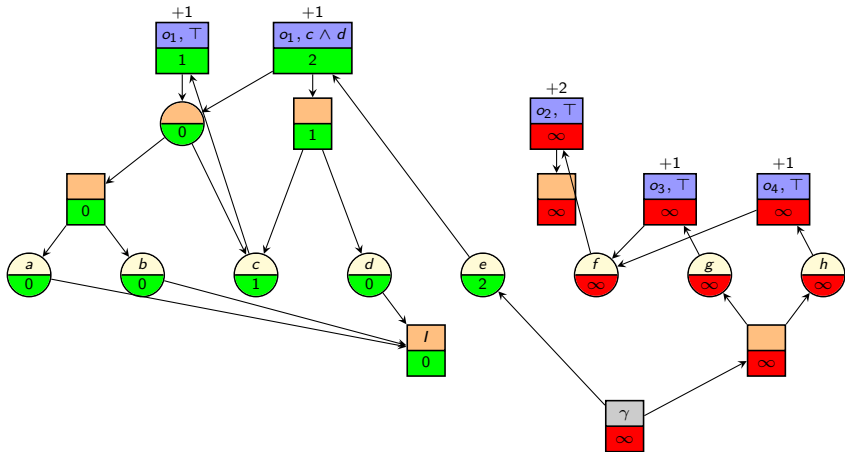 +1
+1
o₁, ⊤
o₁, c ∧ d
1
2
+2
o₂, ⊤
0
1
∞
+1
+1
o₃, ⊤
o₄, ⊤
0
∞
∞
∞
a
b
c
d
e
f
g
h
0
0
1
0
2
∞
∞
∞
I
0
∞
γ
∞